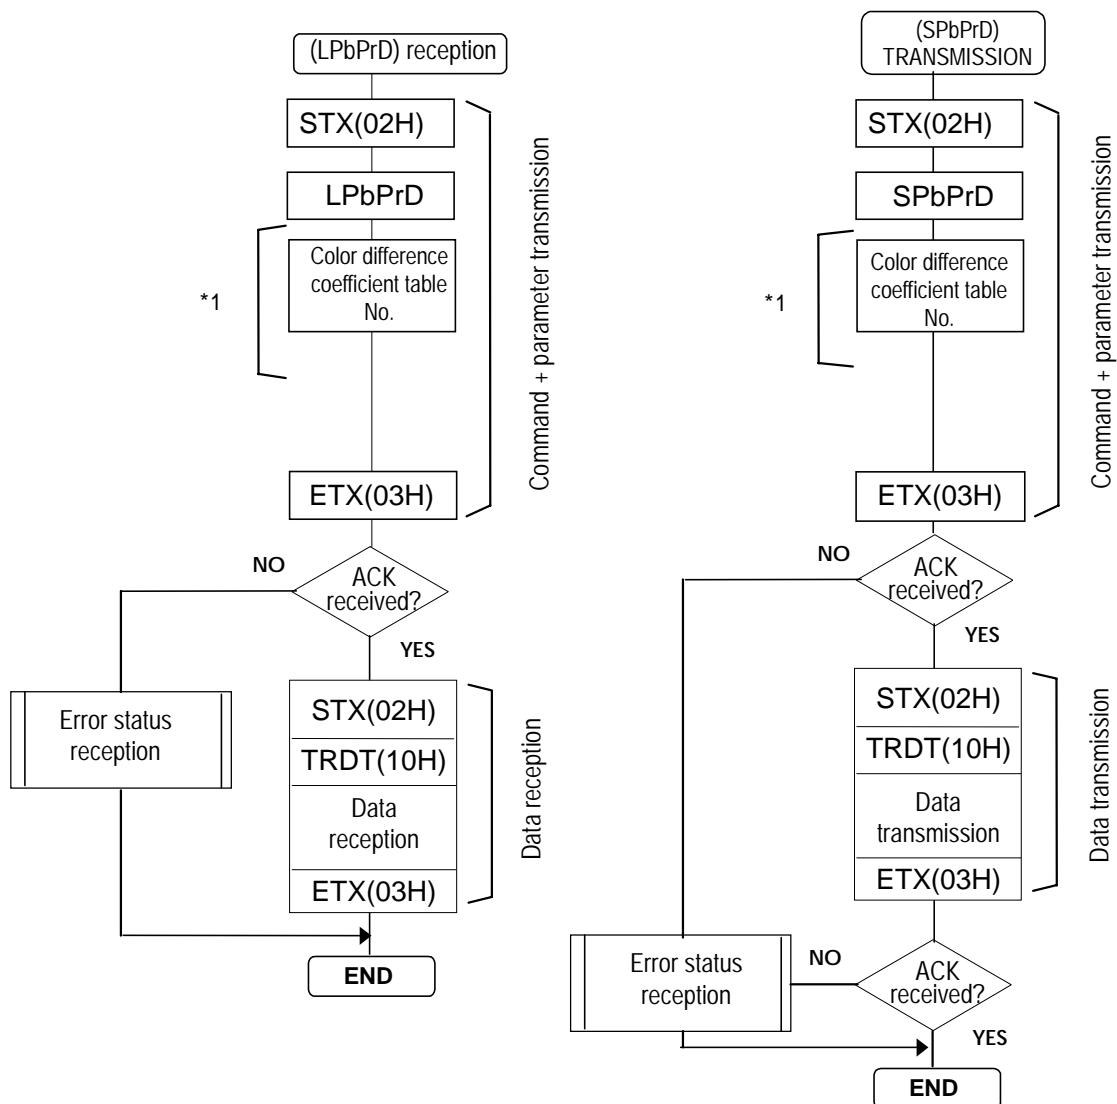 (LPbPrD) reception
STX(02H)
LPbPrD
Color difference
coefficient table
No.
*1
ETX(03H)
Command + parameter transmission
ACK
received?
NO
YES
Error status
reception
STX(02H)
TRDT(10H)
Data
reception
ETX(03H)
Data reception
END
(SPbPrD)
TRANSMISSION
STX(02H)
SPbPrD
Color difference
coefficient table
No.
*1
ETX(03H)
Command + parameter transmission
ACK
received?
NO
YES
STX(02H)
TRDT(10H)
Data
transmission
ETX(03H)
Data transmission
Error status
reception
NO
ACK
received?
YES
END